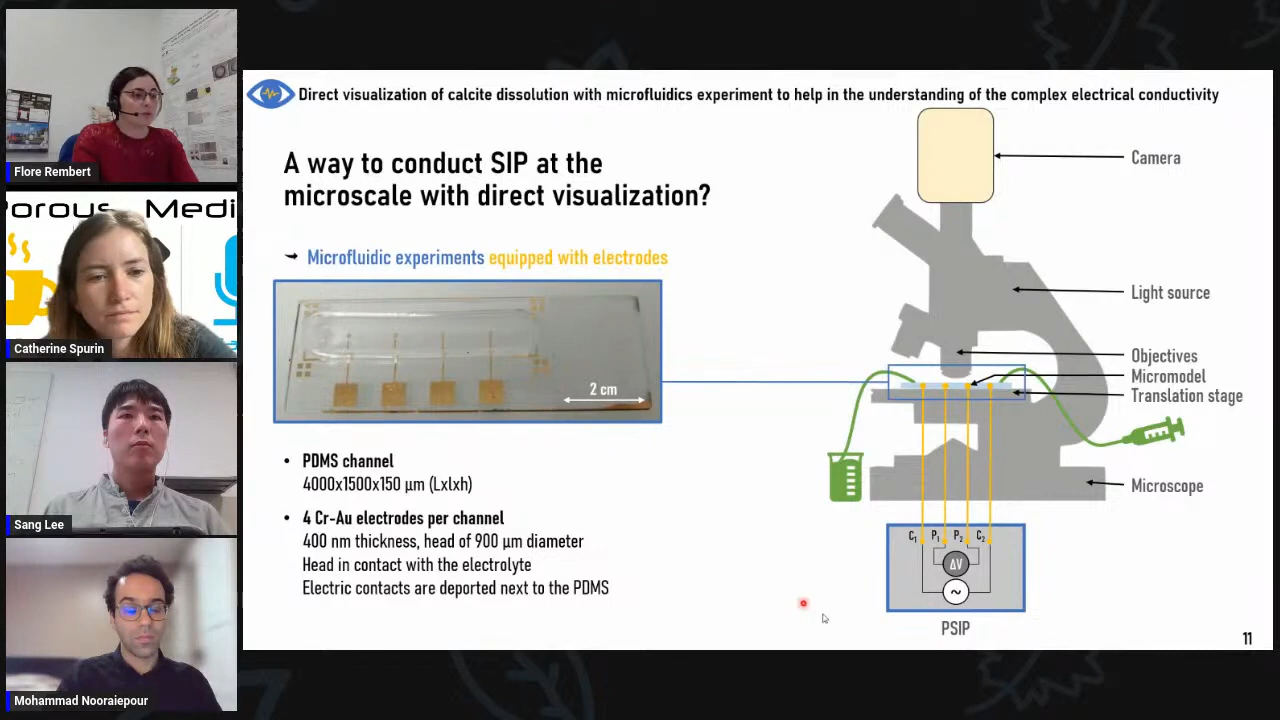 Flore Rembert
Porous Medi
Catherine Spurin
Sang Lee
Mohammad Nooraiepour
Direct visualization of calcite dissolution with microfluidics experiment to help in the understanding of the complex electrical conductivity
A way to conduct SIP at the
microscale with direct visualization?
Microfluidic experiments equipped with electrodes
2 cm
• PDMS channel
4000x1500x150 µm (Lxlxh)
• 4 Cr-Au electrodes per channel
400 nm thickness, head of 900 µm diameter
Head in contact with the electrolyte
Electric contacts are deported next to the PDMS
Camera
Light source
Objectives
Micromodel
Translation stage
Microscope
C₁ P₁ P₂ C₂
ΔV
~
PSIP
11